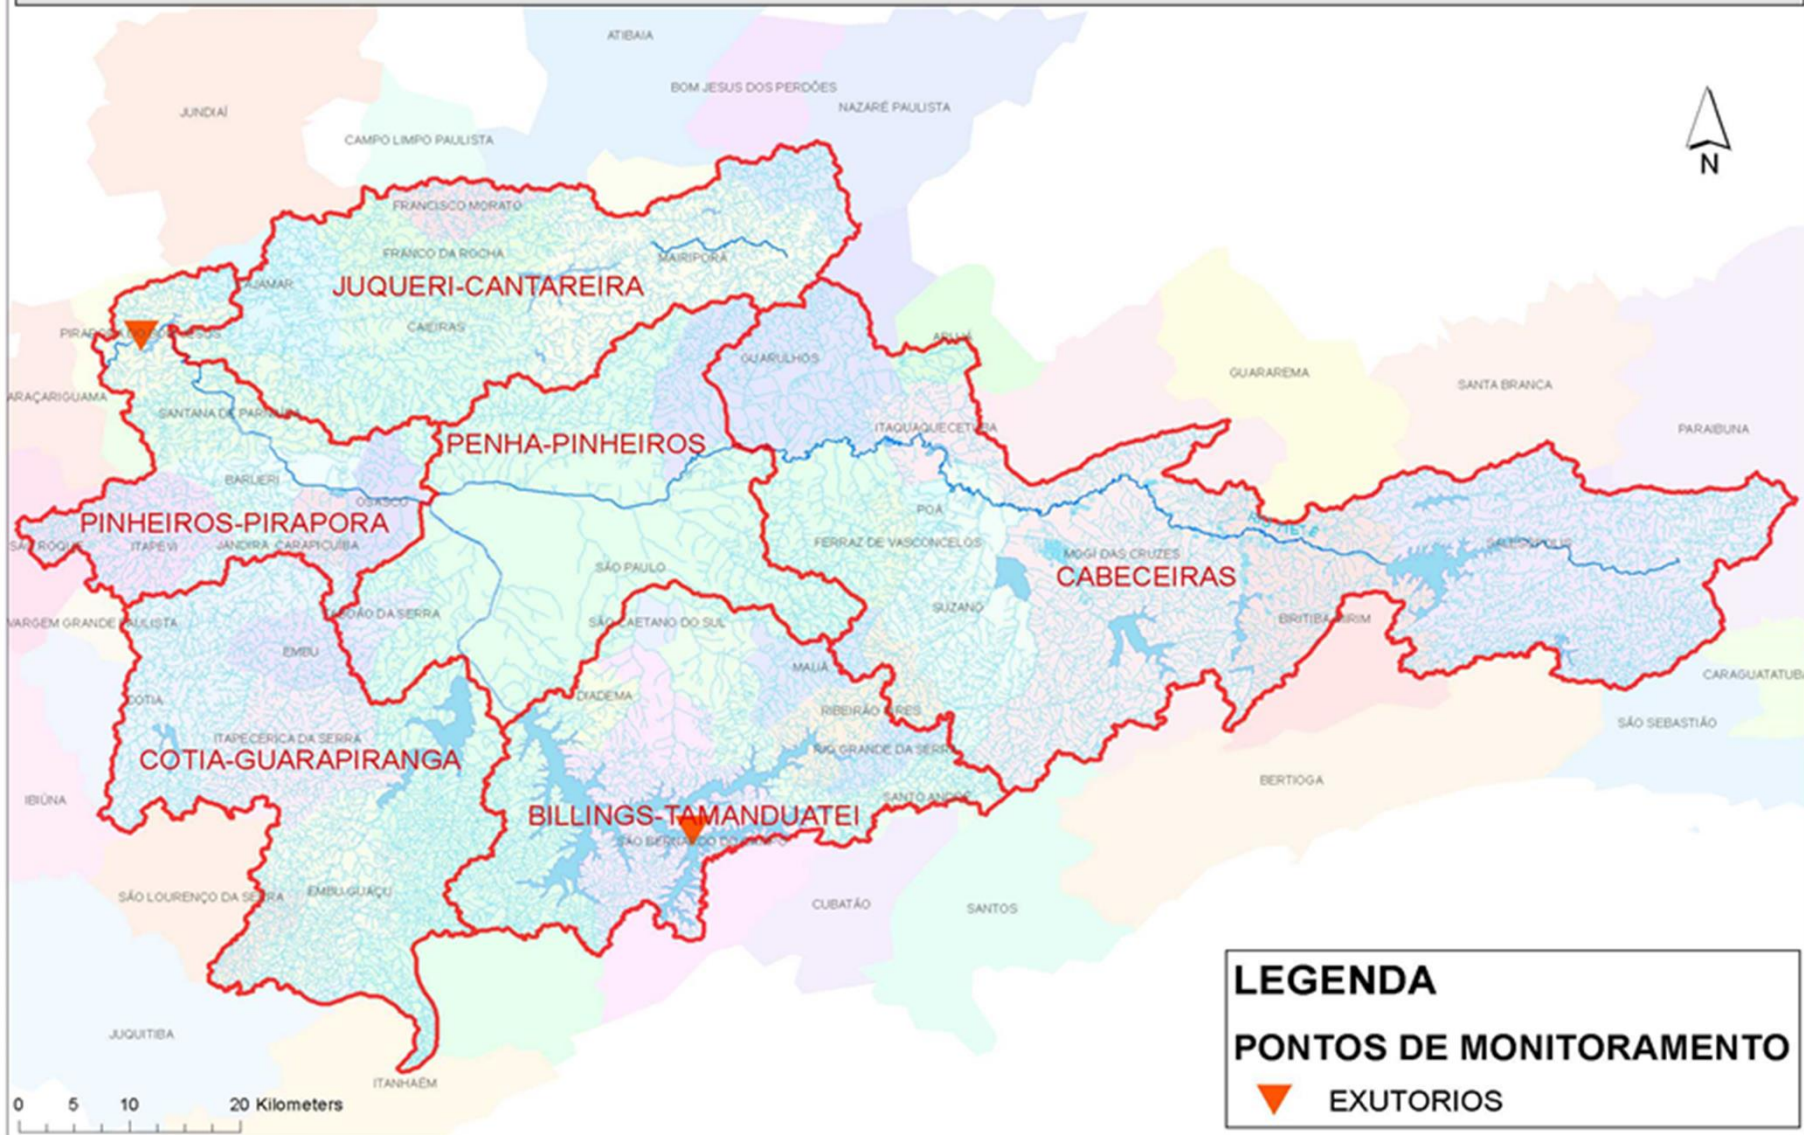 ATIBAIA
BOM JESUS DOS PERDÕES
NAZARÉ PAULISTA
JUNDIAÍ
CAMPO LIMPO PAULISTA
N
FRANCISCO MORATO
FRANCO DA ROCHA
MAIRIPORÃ
AJAMAR
JUQUERI-CANTAREIRA
CAIEIRAS
ARUJÁ
GUARULHOS
GUARAREMA
SANTA BRANCA
ARAÇARIGUAMA
SANTANA DE PARNAÍBA
ITAQUAQUECETUBA
PARAIBUNA
PENHA-PINHEIROS
BARUERI
OSASCO
POÁ
PINHEIROS-PIRAPORA
SÃO ROQUE
ITAPEVI
JANDIRA
CARAPICUÍBA
FERRAZ DE VASCONCELOS
MOGI DAS CRUZES
SALESÓPOLIS
SÃO PAULO
CABECEIRAS
SUZANO
TABOÃO DA SERRA
SÃO CAETANO DO SUL
BIRITIBA-MIRIM
VARGEM GRANDE PAULISTA
EMBU
MAUÁ
CARAGUATATUBA
COTIA
DIADEMA
RIBEIRÃO PIRES
SÃO SEBASTIÃO
ITAPECERICA DA SERRA
RIO GRANDE DA SERRA
COTIA-GUARAPIRANGA
BERTIOGA
IBIÚNA
SANTO ANDRÉ
BILLINGS-TAMANDUATEI
SÃO BERNARDO DO CAMPO
SÃO LOURENÇO DA SERRA
EMBU-GUAÇU
CUBATÃO
SANTOS
JUQUITIBA
ITANHAÉM
0 5 10 20 Kilometers
LEGENDA
PONTOS DE MONITORAMENTO
EXUTORIOS